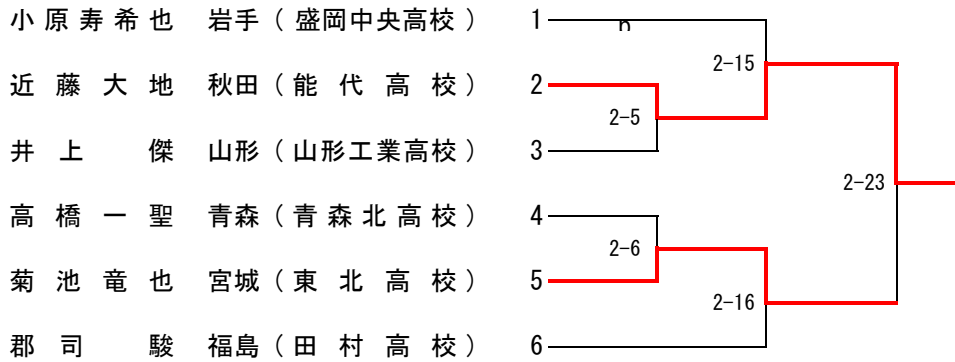 小原寿希也 岩手（盛岡中央高校） 1
2-15
近藤大地 秋田（能代高校） 2
2-5
井上傑 山形（山形工業高校） 3
2-23
高橋一聖 青森（青森北高校） 4
2-6
菊池竜也 宮城（東北高校） 5
2-16
郡司駿 福島（田村高校） 6